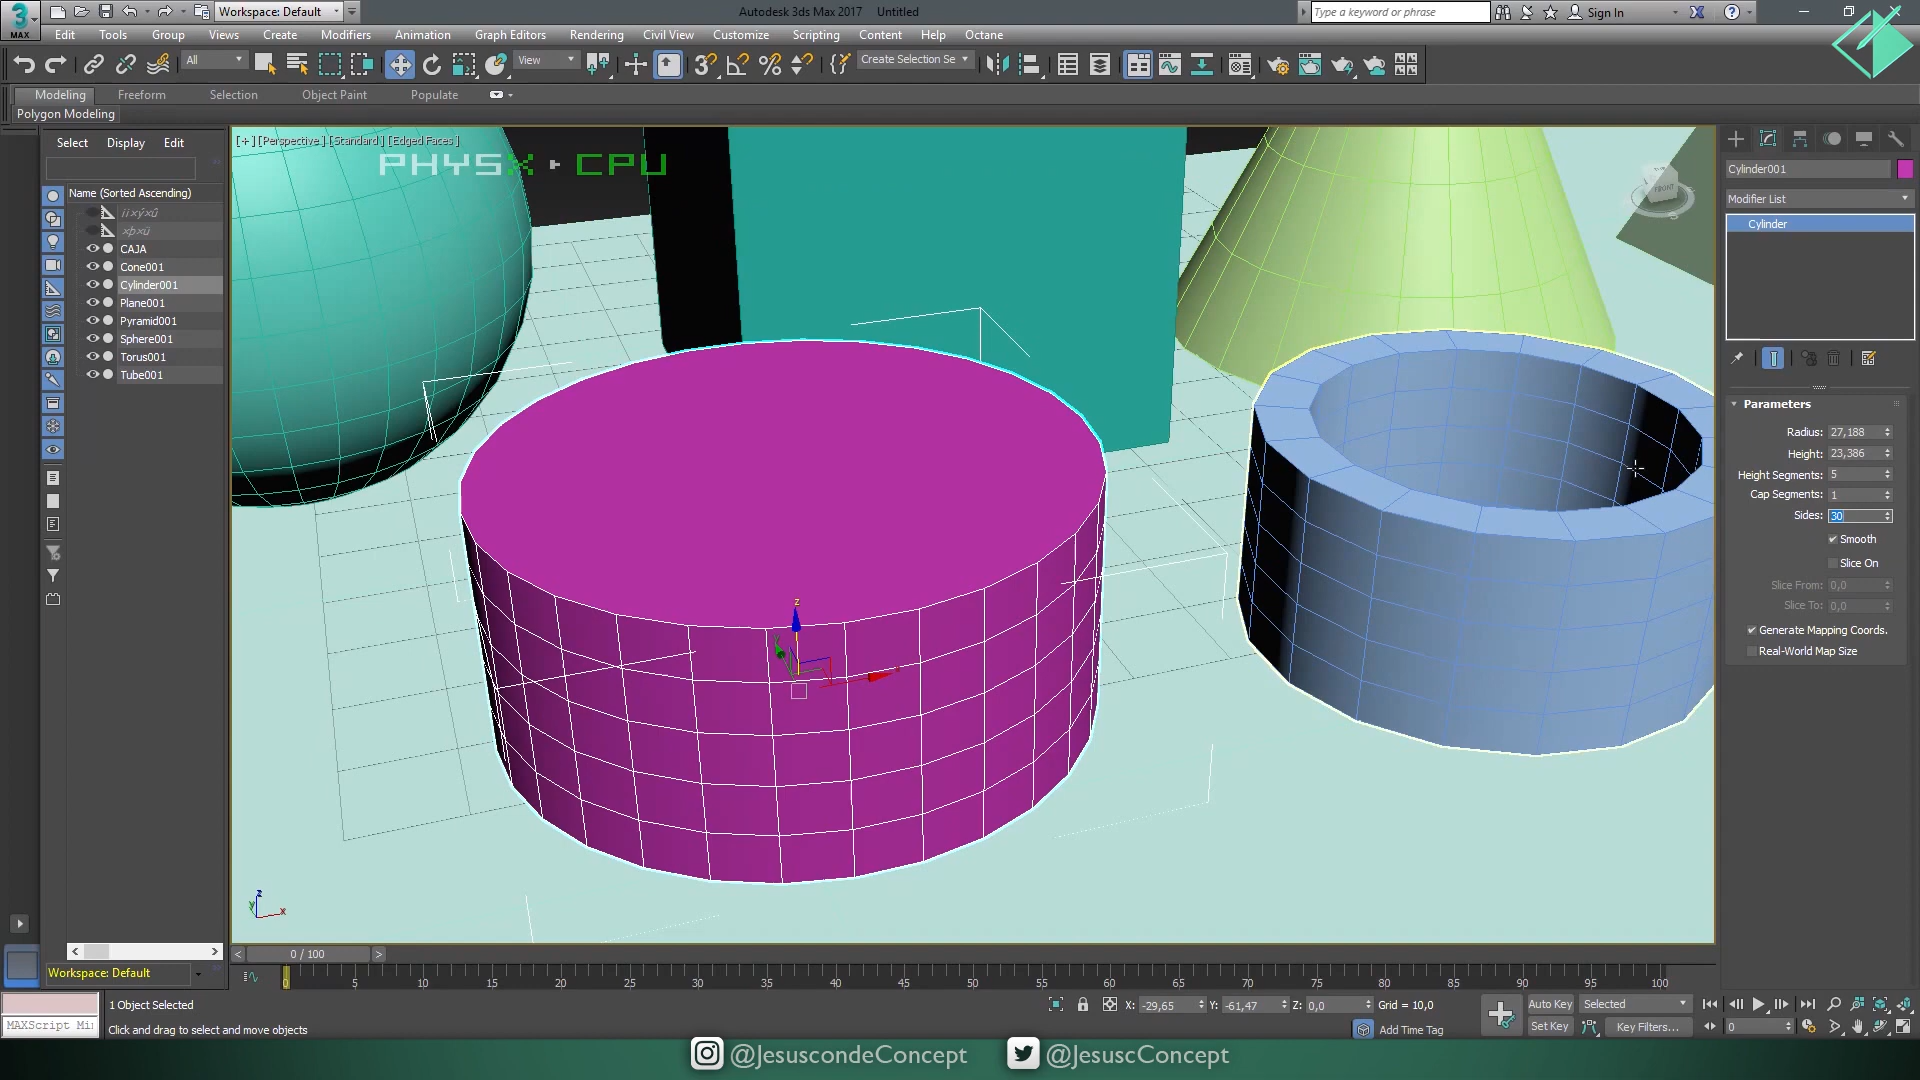 3
MAX
Workspace: Default
Autodesk 3ds Max 2017 Untitled
Type a keyword or phrase
Sign In
Edit Tools Group Views Create Modifiers Animation Graph Editors Rendering Civil View Customize Scripting Content Help Octane
All
View
Create Selection Se
Modeling Freeform Selection Object Paint Populate
Polygon Modeling
Select Display Edit
[+] [Perspective ] [Standard ] [Edged Faces ]
PHYSX ▸ CPU
FRONT
Name (Sorted Ascending)
CAJA
Cone001
Cylinder001
Plane001
Pyramid001
Sphere001
Torus001
Tube001
Cylinder001
Modifier List
Cylinder
Parameters
Radius: 27,188
Height: 23,386
Height Segments: 5
Cap Segments: 1
Sides: 30
Smooth
Slice On
Slice From: 0,0
Slice To: 0,0
Generate Mapping Coords.
Real-World Map Size
z
y
z
y
x
< 0 / 100 >
Workspace: Default
0 5 10 15 20 25 30 35 40 45 50 55 60 65 70 75 80 85 90 95 100
1 Object Selected
X: -29,65 Y: -61,47 Z: 0,0 Grid = 10,0
Auto Key Selected
MAXScript Mi
Click and drag to select and move objects
Add Time Tag
Set Key Key Filters...
0
@JesuscondeConcept @JesuscConcept